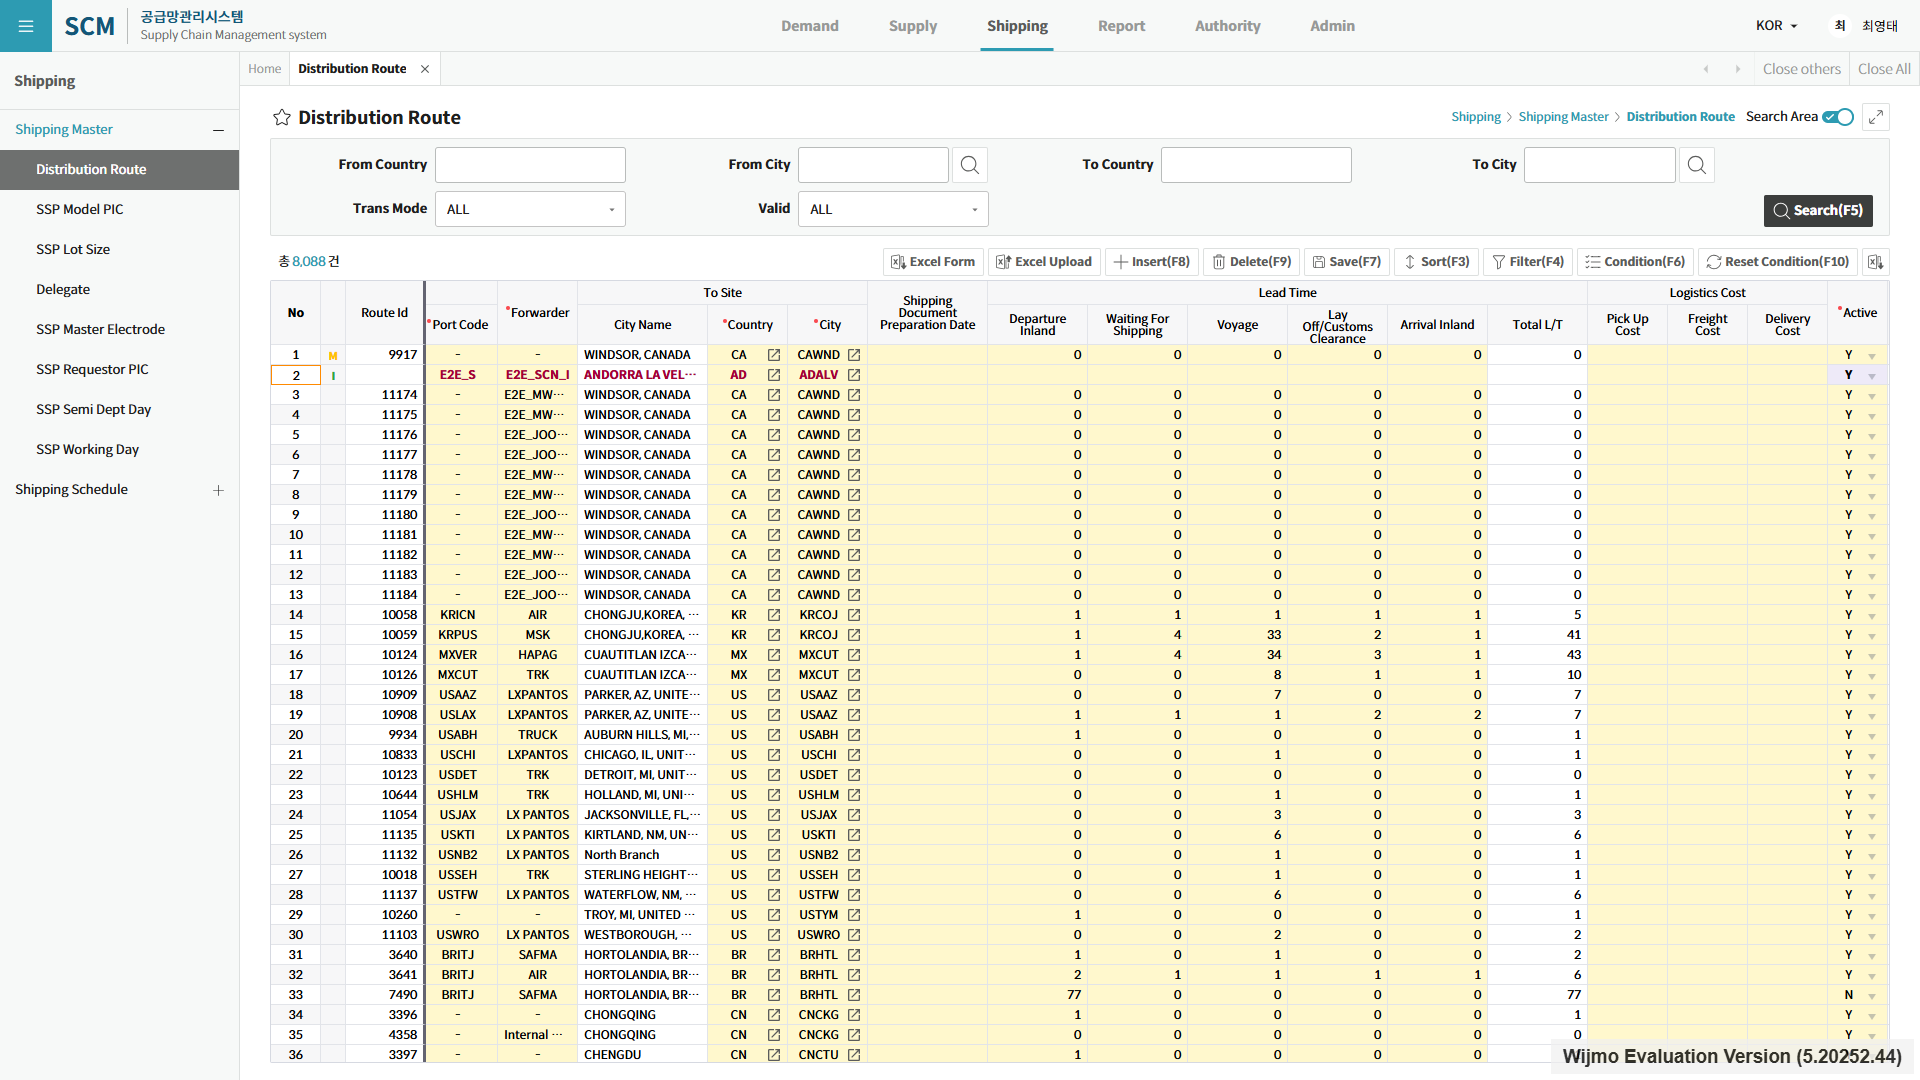 SCM 공급망관리시스템 Supply Chain Management system
Demand Supply Shipping Report Authority Admin
KOR 최 최영태
Shipping
Shipping Master
Distribution Route
SSP Model PIC
SSP Lot Size
Delegate
SSP Master Electrode
SSP Requestor PIC
SSP Semi Dept Day
SSP Working Day
Shipping Schedule
Home Distribution Route Close others Close All
Distribution Route
Shipping > Shipping Master > Distribution Route Search Area
From Country From City To Country To City
Trans Mode ALL Valid ALL Search(F5)
총 8,088 건
Excel Form Excel Upload Insert(F8) Delete(F9) Save(F7) Sort(F3) Filter(F4) Condition(F6) Reset Condition(F10)
No Route Id *Port Code *Forwarder To Site Shipping Document Preparation Date Lead Time Logistics Cost *Active
City Name *Country *City Departure Inland Waiting For Shipping Voyage Lay Off/Customs Clearance Arrival Inland Total L/T Pick Up Cost Freight Cost Delivery Cost
1 M 9917 - - WINDSOR, CANADA CA CAWND 0 0 0 0 0 0 Y
2 I E2E_S E2E_SCN_I ANDORRA LA VEL··· AD ADALV Y
3 11174 - E2E_MW··· WINDSOR, CANADA CA CAWND 0 0 0 0 0 0 Y
4 11175 - E2E_MW··· WINDSOR, CANADA CA CAWND 0 0 0 0 0 0 Y
5 11176 - E2E_JOO··· WINDSOR, CANADA CA CAWND 0 0 0 0 0 0 Y
6 11177 - E2E_JOO··· WINDSOR, CANADA CA CAWND 0 0 0 0 0 0 Y
7 11178 - E2E_MW··· WINDSOR, CANADA CA CAWND 0 0 0 0 0 0 Y
8 11179 - E2E_MW··· WINDSOR, CANADA CA CAWND 0 0 0 0 0 0 Y
9 11180 - E2E_JOO··· WINDSOR, CANADA CA CAWND 0 0 0 0 0 0 Y
10 11181 - E2E_MW··· WINDSOR, CANADA CA CAWND 0 0 0 0 0 0 Y
11 11182 - E2E_MW··· WINDSOR, CANADA CA CAWND 0 0 0 0 0 0 Y
12 11183 - E2E_JOO··· WINDSOR, CANADA CA CAWND 0 0 0 0 0 0 Y
13 11184 - E2E_JOO··· WINDSOR, CANADA CA CAWND 0 0 0 0 0 0 Y
14 10058 KRICN AIR CHONGJU,KOREA, ··· KR KRCOJ 1 1 1 1 1 5 Y
15 10059 KRPUS MSK CHONGJU,KOREA, ··· KR KRCOJ 1 4 33 2 1 41 Y
16 10124 MXVER HAPAG CUAUTITLAN IZCA··· MX MXCUT 1 4 34 3 1 43 Y
17 10126 MXCUT TRK CUAUTITLAN IZCA··· MX MXCUT 0 0 8 1 1 10 Y
18 10909 USAAZ LXPANTOS PARKER, AZ, UNITE··· US USAAZ 0 0 7 0 0 7 Y
19 10908 USLAX LXPANTOS PARKER, AZ, UNITE··· US USAAZ 1 1 1 2 2 7 Y
20 9934 USABH TRUCK AUBURN HILLS, MI,··· US USABH 1 0 0 0 0 1 Y
21 10833 USCHI LXPANTOS CHICAGO, IL, UNIT··· US USCHI 0 0 1 0 0 1 Y
22 10123 USDET TRK DETROIT, MI, UNIT··· US USDET 0 0 0 0 0 0 Y
23 10644 USHLM TRK HOLLAND, MI, UNI··· US USHLM 0 0 1 0 0 1 Y
24 11054 USJAX LX PANTOS JACKSONVILLE, FL,··· US USJAX 0 0 3 0 0 3 Y
25 11135 USKTI LX PANTOS KIRTLAND, NM, UN··· US USKTI 0 0 6 0 0 6 Y
26 11132 USNB2 LX PANTOS North Branch US USNB2 0 0 1 0 0 1 Y
27 10018 USSEH TRK STERLING HEIGHT··· US USSEH 0 0 1 0 0 1 Y
28 11137 USTFW LX PANTOS WATERFLOW, NM, ··· US USTFW 0 0 6 0 0 6 Y
29 10260 - - TROY, MI, UNITED ··· US USTYM 1 0 0 0 0 1 Y
30 11103 USWRO LX PANTOS WESTBOROUGH, ··· US USWRO 0 0 2 0 0 2 Y
31 3640 BRITJ SAFMA HORTOLANDIA, BR··· BR BRHTL 1 0 1 0 0 2 Y
32 3641 BRITJ AIR HORTOLANDIA, BR··· BR BRHTL 2 1 1 1 1 6 Y
33 7490 BRITJ SAFMA HORTOLANDIA, BR··· BR BRHTL 77 0 0 0 0 77 N
34 3396 - - CHONGQING CN CNCKG 1 0 0 0 0 1 Y
35 4358 - Internal ··· CHONGQING CN CNCKG 0 0 0 0 0 0 Y
36 3397 - - CHENGDU CN CNCTU 1 0 0 0 0
Wijmo Evaluation Version (5.20252.44)